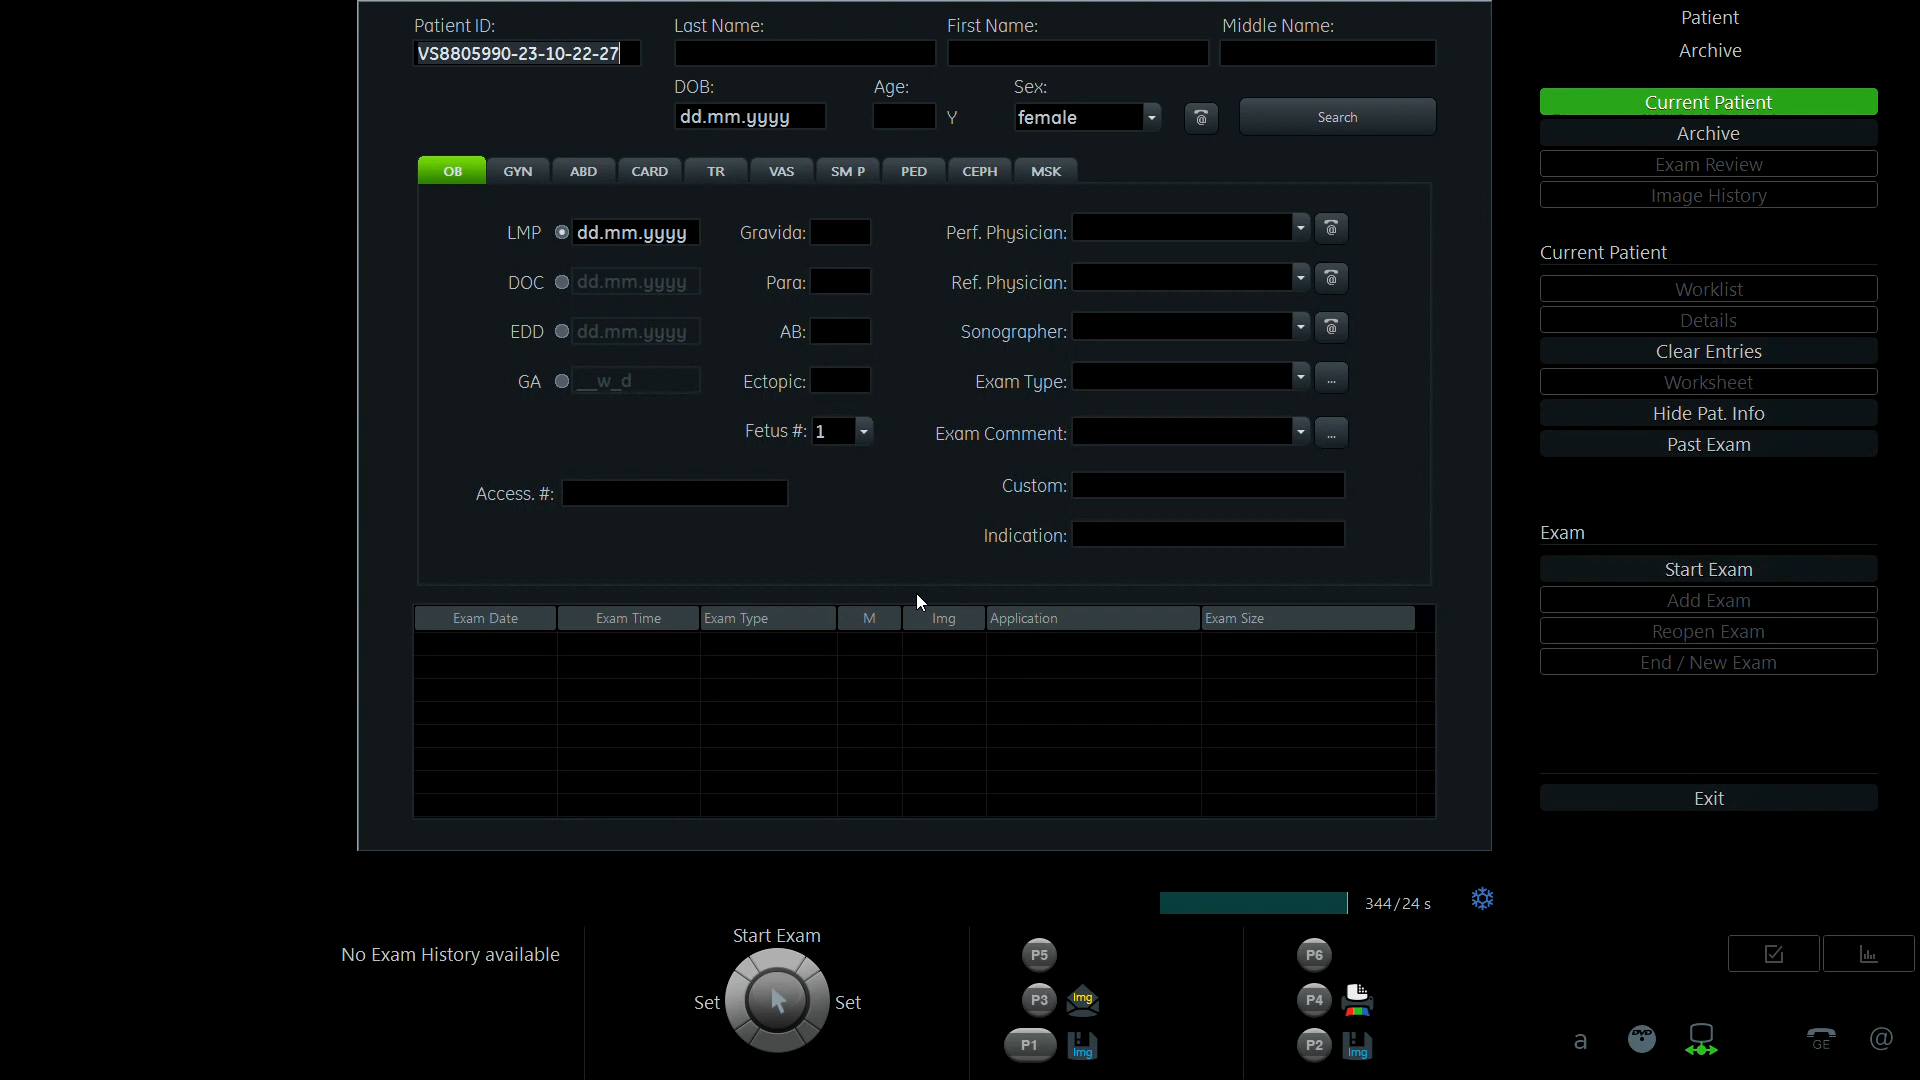 Patient ID: Last Name: First Name: Middle Name:
VS8805990-23-10-22-27
DOB: Age: Sex:
dd.mm.yyyy Y female @ Search
OB GYN ABD CARD TR VAS SM P PED CEPH MSK
LMP dd.mm.yyyy Gravida: Perf. Physician: @
DOC dd.mm.yyyy Para: Ref. Physician: @
EDD dd.mm.yyyy AB: Sonographer: @
GA __w_d Ectopic: Exam Type: ...
Fetus #: 1 Exam Comment: ...
Access. #: Custom:
Indication:
Exam Date Exam Time Exam Type M Img Application Exam Size
344/24 s
No Exam History available
Start Exam
Set Set
P5 P6
P3 Img P4
P1 Img P2 Img
Patient
Archive
Current Patient
Archive
Exam Review
Image History
Current Patient
Worklist
Details
Clear Entries
Worksheet
Hide Pat. Info
Past Exam
Exam
Start Exam
Add Exam
Reopen Exam
End / New Exam
Exit
a DVD GE @